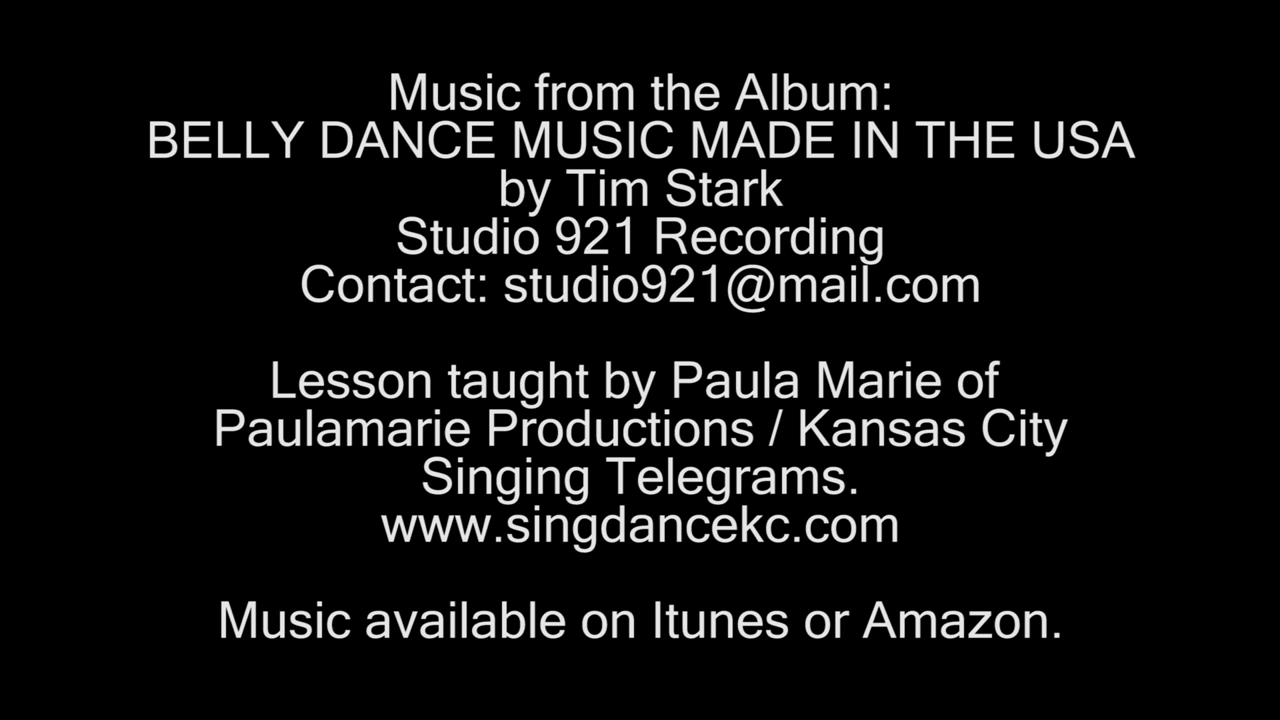 Music from the Album:
BELLY DANCE MUSIC MADE IN THE USA
by Tim Stark
Studio 921 Recording
Contact: studio921@mail.com
Lesson taught by Paula Marie of
Paulamarie Productions / Kansas City
Singing Telegrams.
www.singdancekc.com
Music available on Itunes or Amazon.